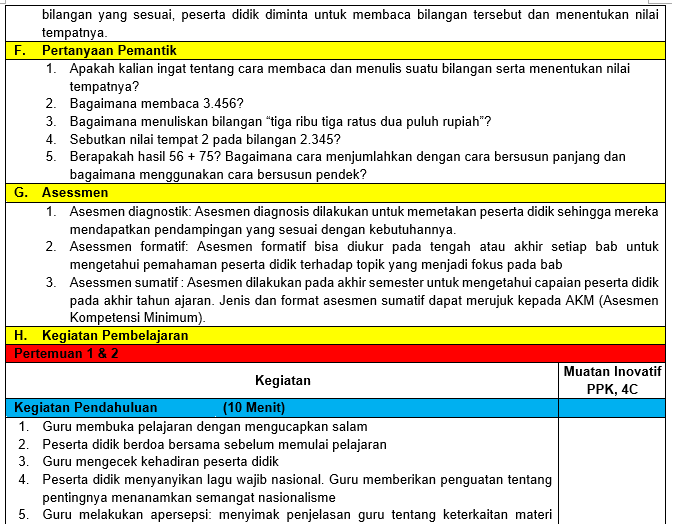 bilangan yang sesuai, peserta didik diminta untuk membaca bilangan tersebut dan menentukan nilai
tempatnya.
F. Pertanyaan Pemantik
1. Apakah kalian ingat tentang cara membaca dan menulis suatu bilangan serta menentukan nilai
tempatnya?
2. Bagaimana membaca 3.456?
3. Bagaimana menuliskan bilangan “tiga ribu tiga ratus dua puluh rupiah”?
4. Sebutkan nilai tempat 2 pada bilangan 2.345?
5. Berapakah hasil 56 + 75? Bagaimana cara menjumlahkan dengan cara bersusun panjang dan
bagaimana menggunakan cara bersusun pendek?
G. Asessmen
1. Asesmen diagnostik: Asesmen diagnosis dilakukan untuk memetakan peserta didik sehingga mereka
mendapatkan pendampingan yang sesuai dengan kebutuhannya.
2. Asessmen formatif: Asesmen formatif bisa diukur pada tengah atau akhir setiap bab untuk
mengetahui pemahaman peserta didik terhadap topik yang menjadi fokus pada bab
3. Asessmen sumatif : Asesmen dilakukan pada akhir semester untuk mengetahui capaian peserta didik
pada akhir tahun ajaran. Jenis dan format asesmen sumatif dapat merujuk kepada AKM (Asesmen
Kompetensi Minimum).
H. Kegiatan Pembelajaran
Pertemuan 1 & 2
Kegiatan
Muatan Inovatif
PPK, 4C
Kegiatan Pendahuluan (10 Menit)
1. Guru membuka pelajaran dengan mengucapkan salam
2. Peserta didik berdoa bersama sebelum memulai pelajaran
3. Guru mengecek kehadiran peserta didik
4. Peserta didik menyanyikan lagu wajib nasional. Guru memberikan penguatan tentang
pentingnya menanamkan semangat nasionalisme
5. Guru melakukan apersepsi: menyimak penjelasan guru tentang keterkaitan materi